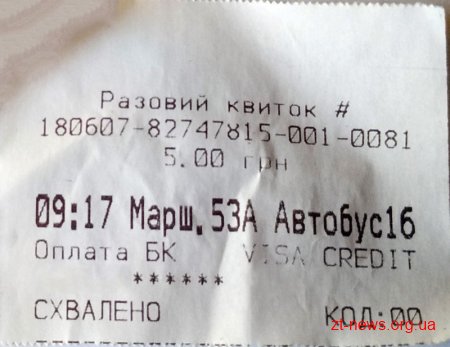 Разовий квиток #
180607-82747815-001-0081
5.00 грн
09:17 Марш.53А Автобус16
Оплата БК VISA CREDIT
******
СХВАЛЕНО КОД:00
zt-news.org.ua